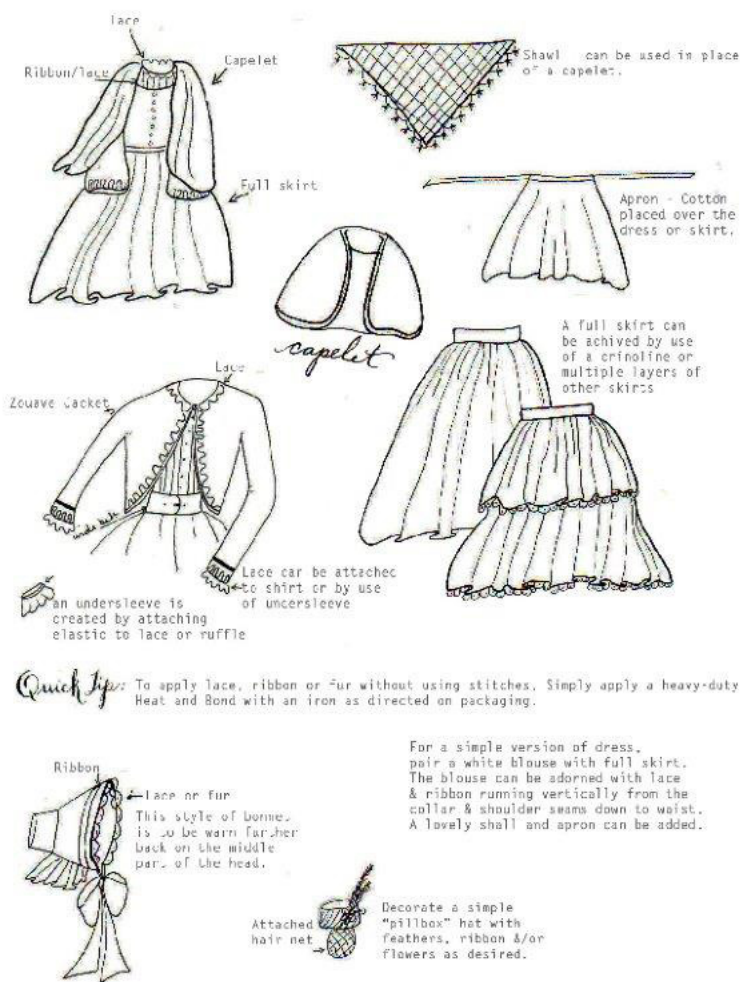 lace
Ribbon/lace
Capelet
Full skirt
Shawl can be used in place
of a capelet.
Apron - Cotton
placed over the
dress or skirt.
capelet
A full skirt can
be achived by use
of a crinoline or
multiple layers of
other skirts
Lace
Zouave Jacket
wide belt
Lace can be attached
to shirt or by use
of undersleeve
an undersleeve is
created by attaching
elastic to lace or ruffle
Quick Tip: To apply lace, ribbon or fur without using stitches, Simply apply a heavy-duty
Heat and Bond with an iron as directed on packaging.
Ribbon
Lace or fur
This style of bonnet
is to be warn further
back on the middle
part of the head.
For a simple version of dress,
pair a white blouse with full skirt.
The blouse can be adorned with lace
& ribbon running vertically from the
collar & shoulder seams down to waist.
A lovely shall and apron can be added.
Attached
hair net
Decorate a simple
"pillbox" hat with
feathers, ribbon &/or
flowers as desired.